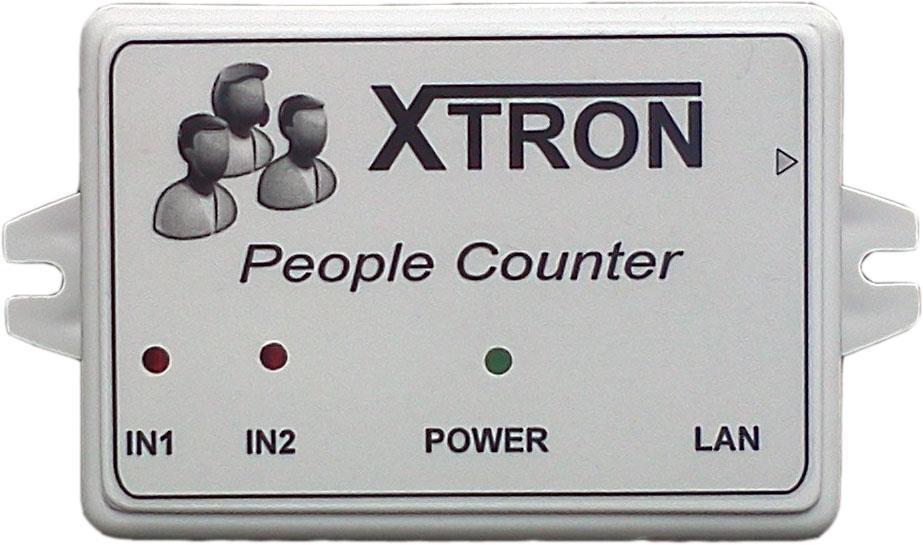 XTRON
People Counter
IN1 IN2 POWER LAN